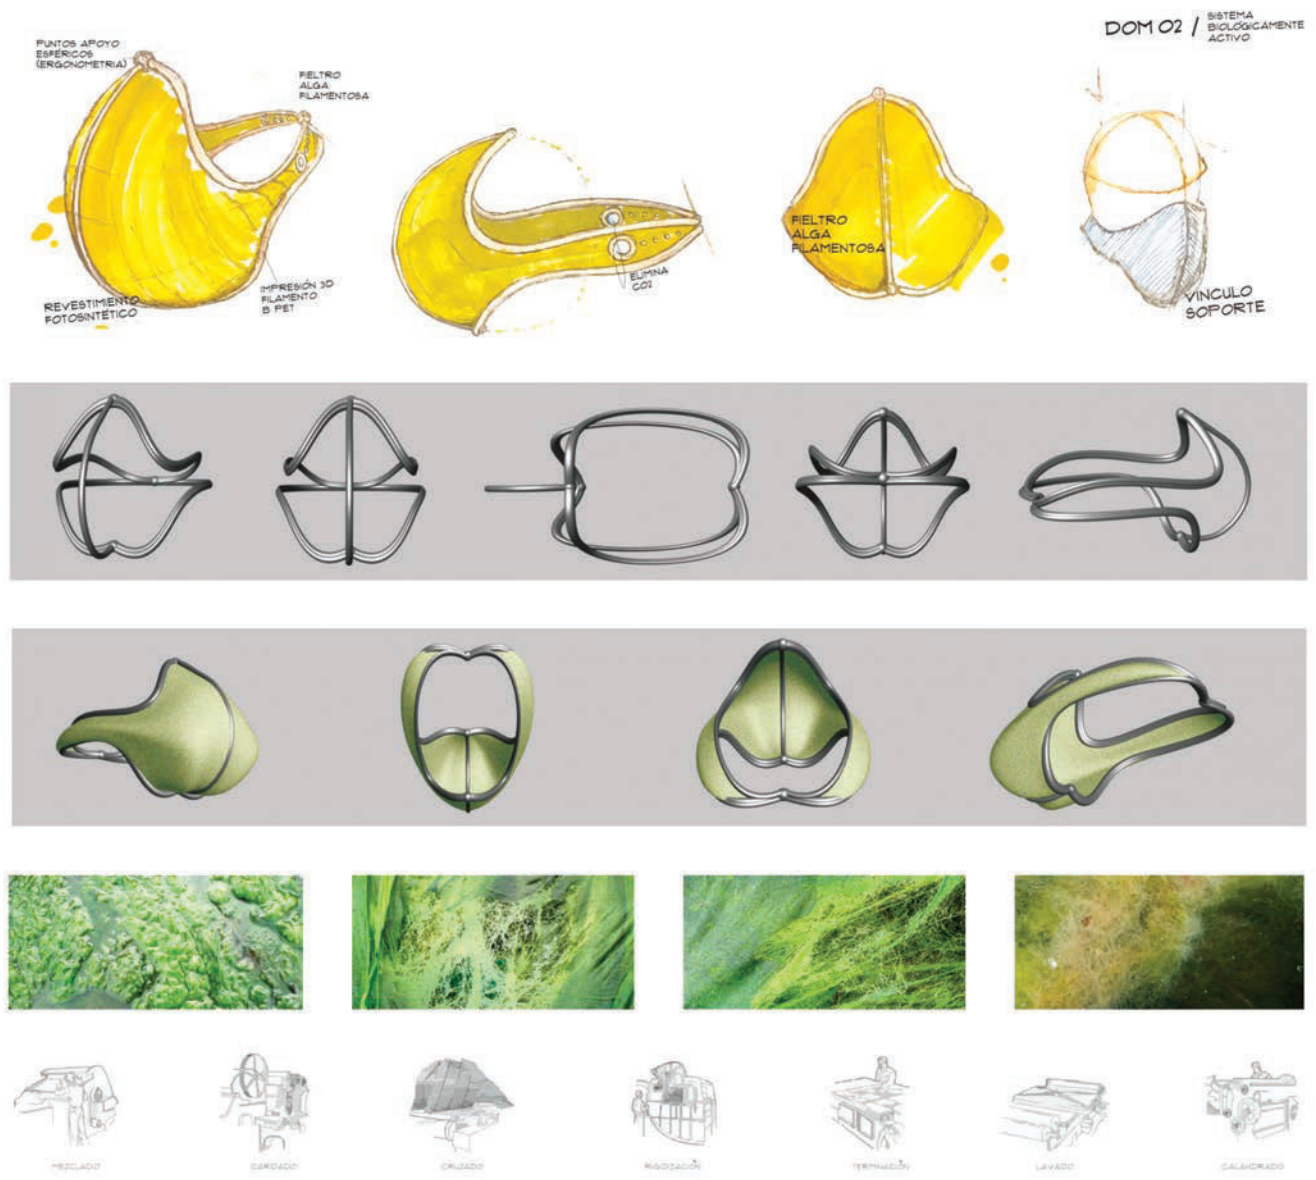 DOM 02 / SISTEMA
BIOLÓGICAMENTE
ACTIVO
PUNTOS APOYO
ESFÉRICOS
(ERGONOMETRIA)
FIELTRO
ALGA
FILAMENTOSA
REVESTIMIENTO
FOTOSINTÉTICO
IMPRESIÓN 3D
FILAMENTO
B PET
ELIMINA
CO2
FIELTRO
ALGA
FILAMENTOSA
VINCULO
SOPORTE
MEZCLADO
CARDADO
CRUZADO
RIGIDIZACIÓN
TERMINACIÓN
LAVADO
CALANDRADO